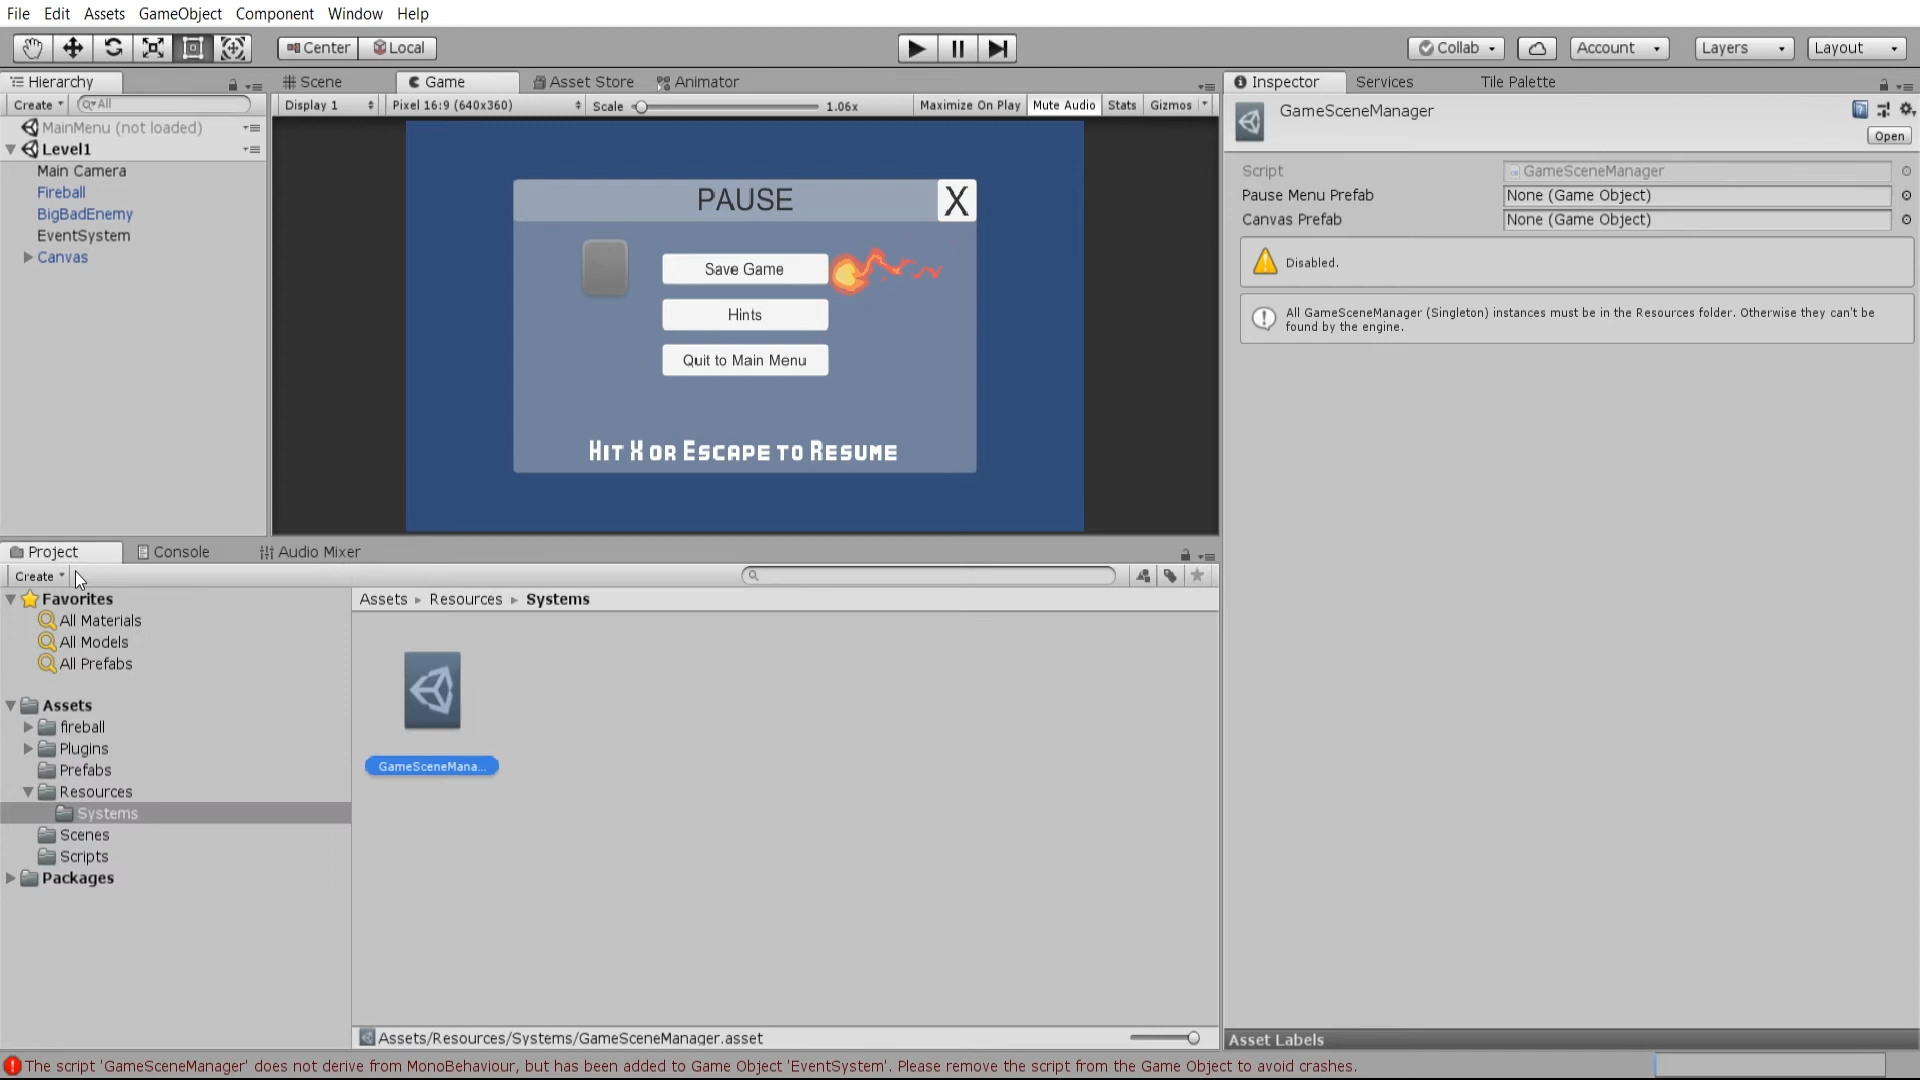 File Edit Assets GameObject Component Window Help
Center Local Collab Account Layers Layout
Hierarchy
Create All
MainMenu (not loaded)
Level1
Main Camera
Fireball
BigBadEnemy
EventSystem
Canvas
Scene Game Asset Store Animator
Display 1 Pixel 16:9 (640x360) Scale 1.06x Maximize On Play Mute Audio Stats Gizmos
PAUSE X
Save Game
Hints
Quit to Main Menu
Hit X or Escape to Resume
Inspector Services Tile Palette
GameSceneManager
Open
Script GameSceneManager
Pause Menu Prefab None (Game Object)
Canvas Prefab None (Game Object)
Disabled.
All GameSceneManager (Singleton) instances must be in the Resources folder. Otherwise they can't be
found by the engine.
Project Console Audio Mixer
Create
Favorites
All Materials
All Models
All Prefabs
Assets
fireball
Plugins
Prefabs
Resources
Systems
Scenes
Scripts
Packages
Assets Resources Systems
GameSceneMana...
Assets/Resources/Systems/GameSceneManager.asset
Asset Labels
The script 'GameSceneManager' does not derive from MonoBehaviour, but has been added to Game Object 'EventSystem'. Please remove the script from the Game Object to avoid crashes.